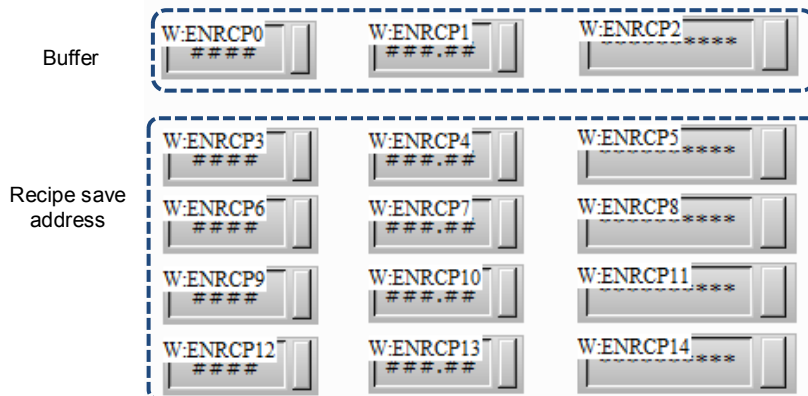 W:ENRCP0 W:ENRCP1 W:ENRCP2
#### ###.##
Buffer
W:ENRCP3 W:ENRCP4 W:ENRCP5
#### ###.##
Recipe save
address
W:ENRCP6 W:ENRCP7 W:ENRCP8
#### ###.##
W:ENRCP9 W:ENRCP10 W:ENRCP11
#### ###.##
W:ENRCP12 W:ENRCP13 W:ENRCP14
#### ###.##